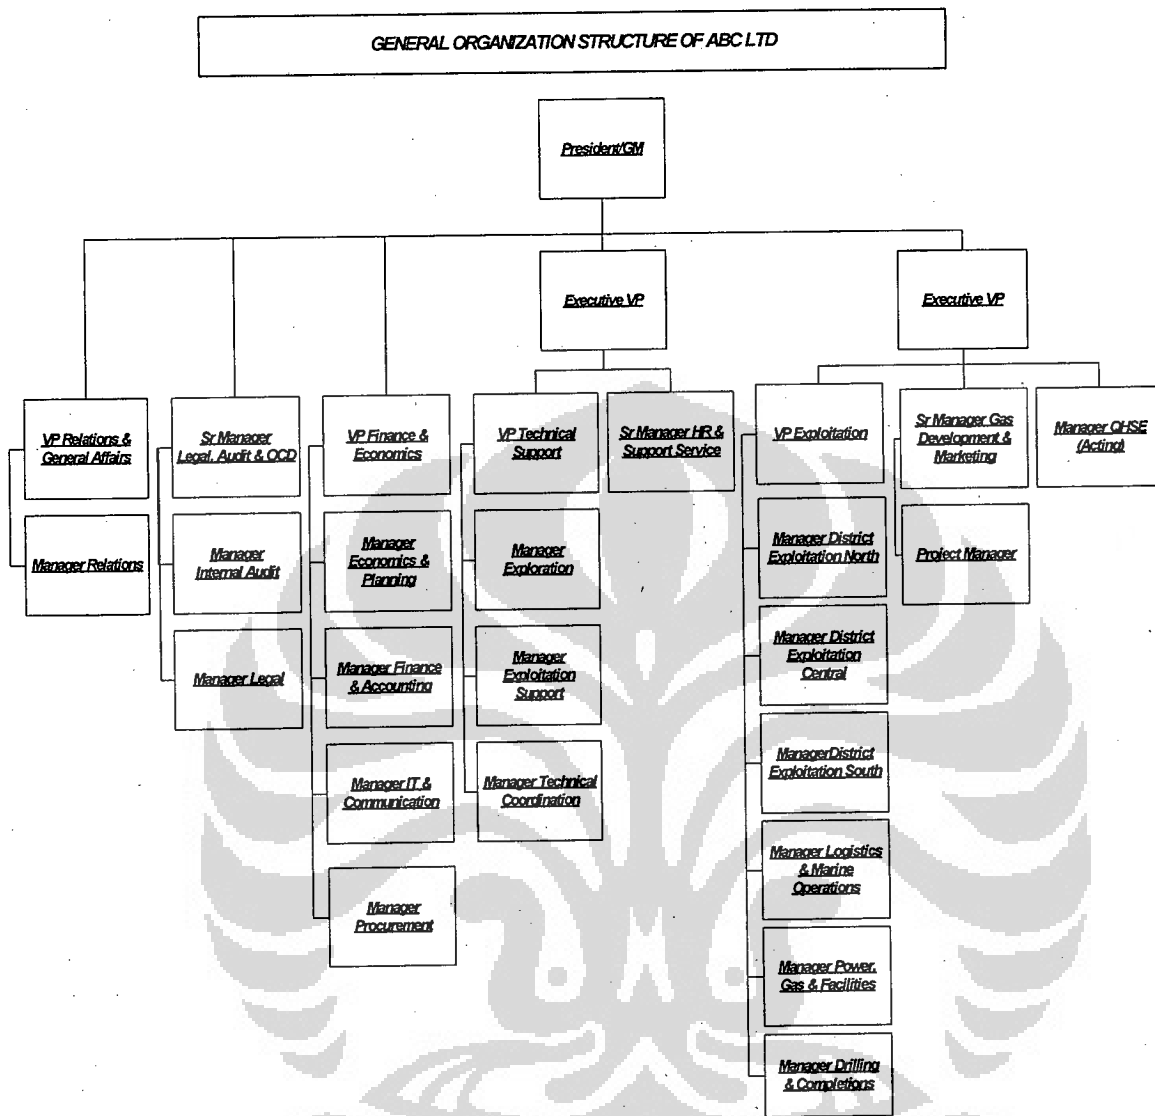 GENERAL ORGANIZATION STRUCTURE OF ABC LTD
President/GM
Executive VP
Executive VP
VP Relations &
General Affairs
Sr Manager
Legal, Audit & OCD
VP Finance &
Economics
VP Technical
Support
Sr Manager HR &
Support Service
VP Exploitation
Sr Manager Gas
Development &
Marketing
Manager QHSE
(Acting)
Manager Relations
Manager
Internal Audit
Manager
Economics &
Planning
Manager
Exploration
Manager District
Exploitation North
Project Manager
Manager Legal
Manager Finance
& Accounting
Manager
Exploitation
Support
Manager District
Exploitation
Central
Manager IT &
Communication
Manager Technical
Coordination
ManagerDistrict
Exploitation South
Manager
Procurement
Manager Logistics
& Marine
Operations
Manager Power,
Gas & Facilities
Manager Drilling
& Completions